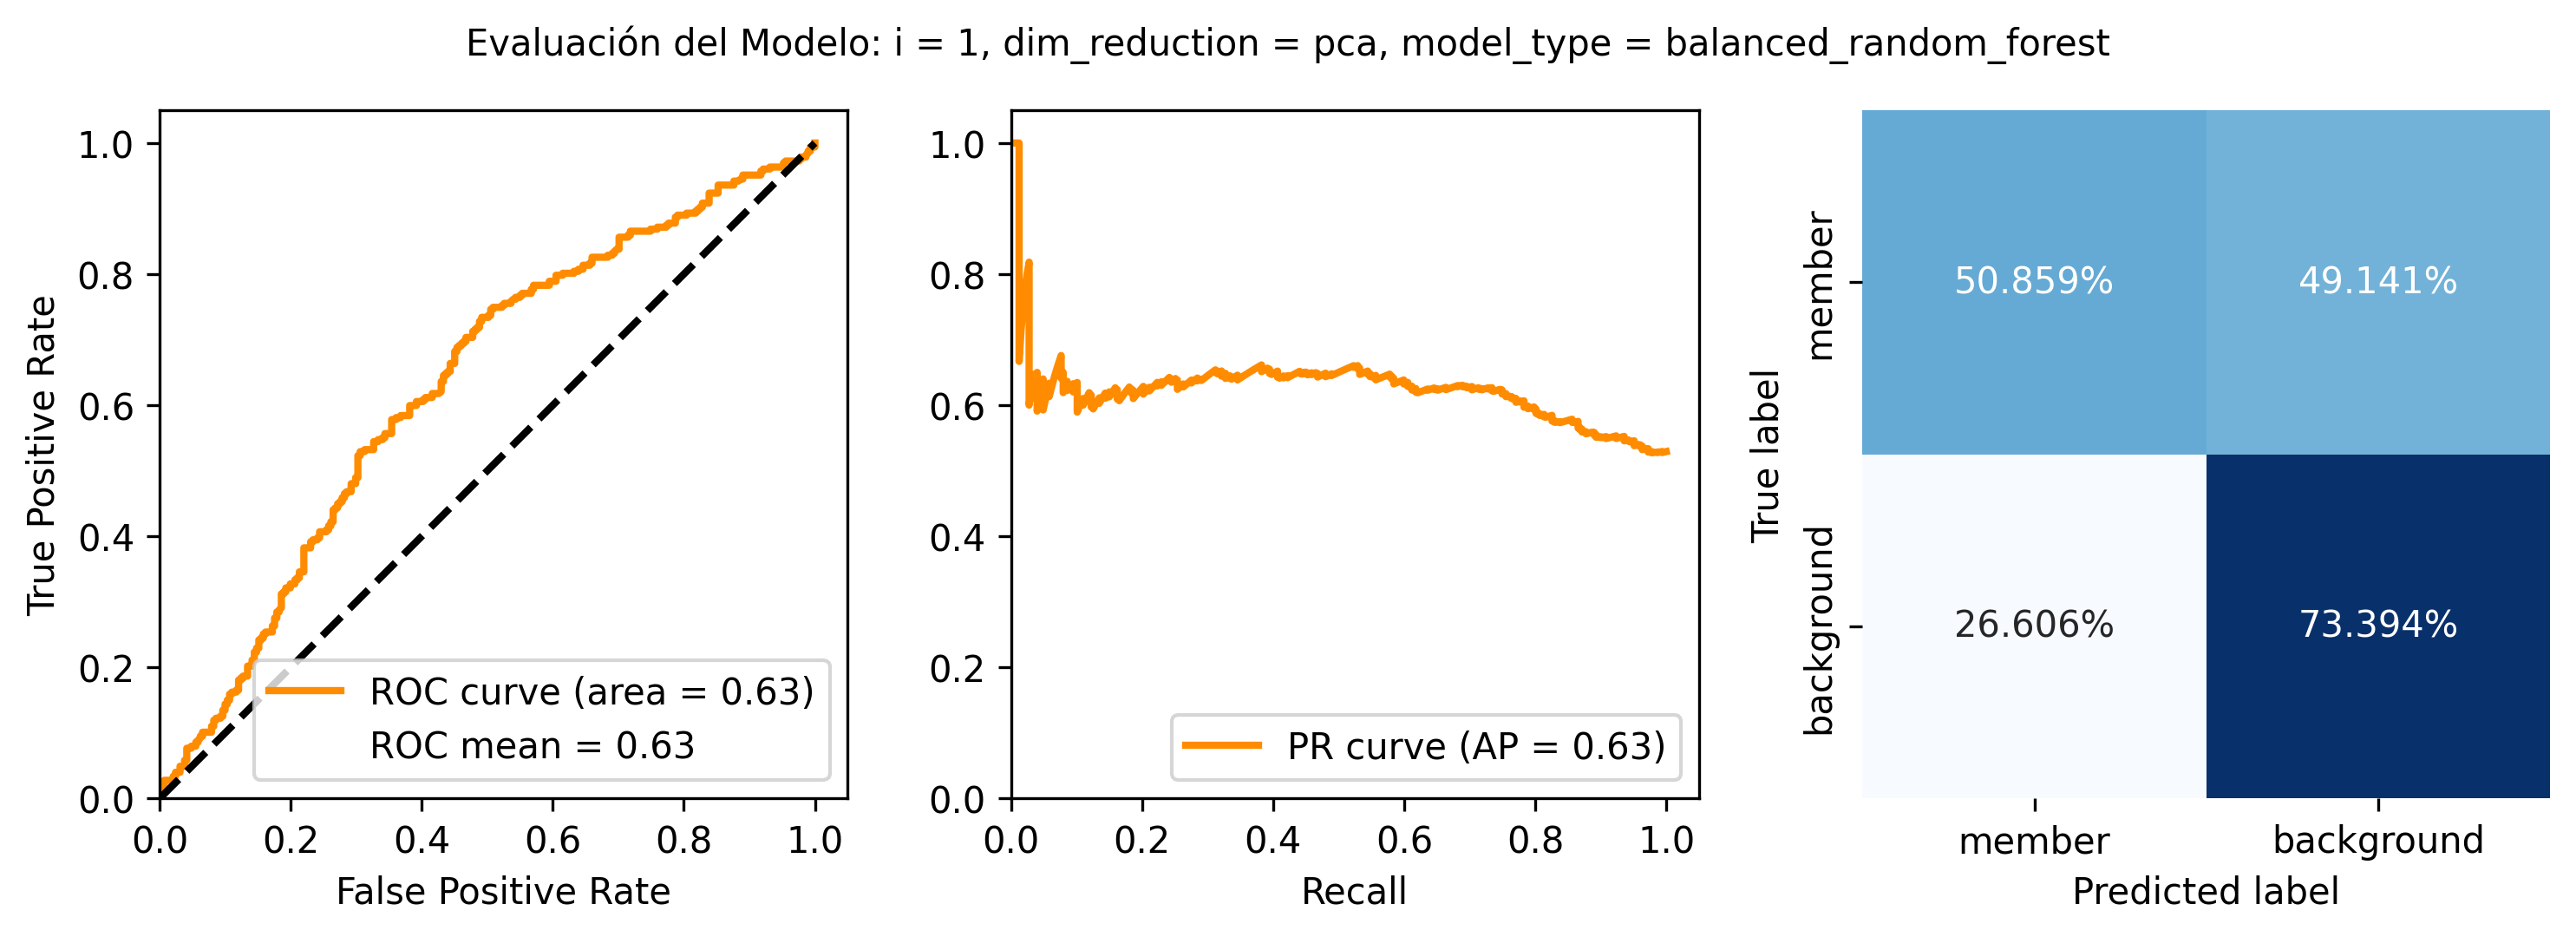 Evaluación del Modelo: i = 1, dim_reduction = pca, model_type = balanced_random_forest
1.0
0.8
0.6
0.4
0.2
0.0
True Positive Rate
ROC curve (area = 0.63)
ROC mean = 0.63
0.0 0.2 0.4 0.6 0.8 1.0
False Positive Rate
1.0
0.8
0.6
0.4
0.2
0.0
PR curve (AP = 0.63)
0.0 0.2 0.4 0.6 0.8 1.0
Recall
True label
member
background
50.859% 49.141%
26.606% 73.394%
member background
Predicted label